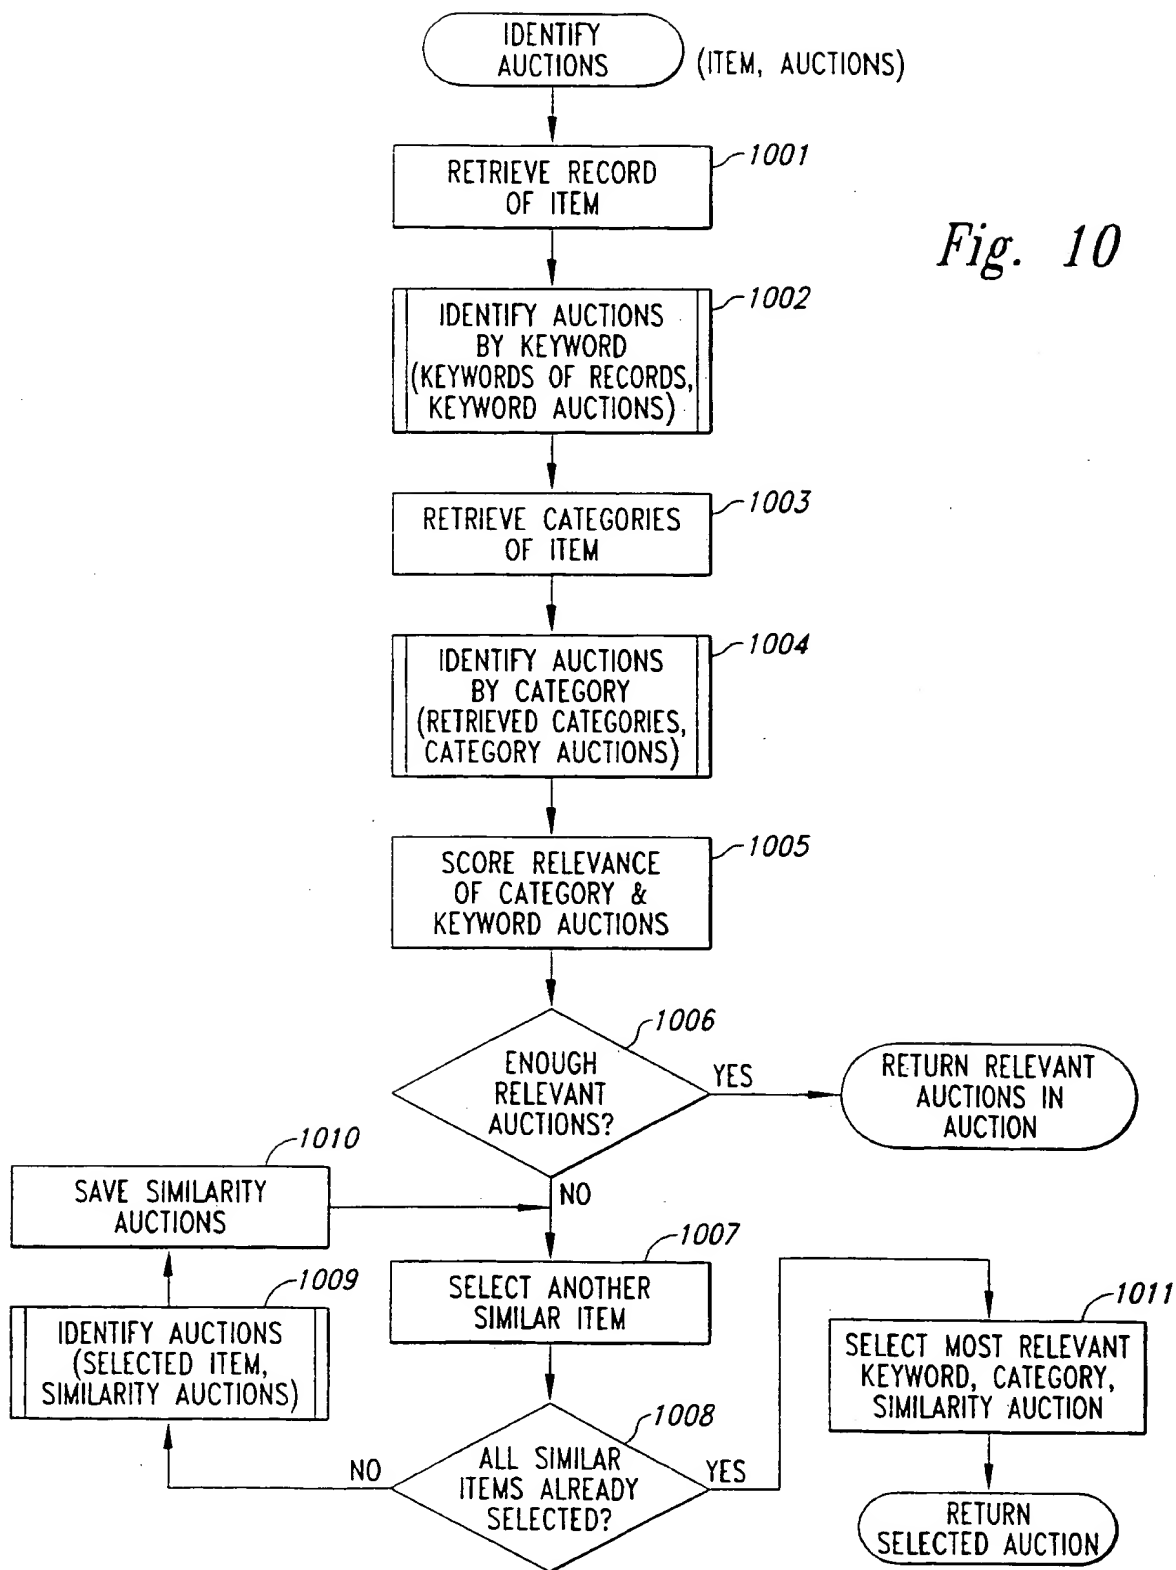 IDENTIFY
AUCTIONS
(ITEM, AUCTIONS)
1001
RETRIEVE RECORD
OF ITEM
Fig. 10
1002
IDENTIFY AUCTIONS
BY KEYWORD
(KEYWORDS OF RECORDS,
KEYWORD AUCTIONS)
1003
RETRIEVE CATEGORIES
OF ITEM
1004
IDENTIFY AUCTIONS
BY CATEGORY
(RETRIEVED CATEGORIES,
CATEGORY AUCTIONS)
1005
SCORE RELEVANCE
OF CATEGORY &
KEYWORD AUCTIONS
1006
ENOUGH
RELEVANT
AUCTIONS?
YES
RETURN RELEVANT
AUCTIONS IN
AUCTION
NO
1010
SAVE SIMILARITY
AUCTIONS
1007
SELECT ANOTHER
SIMILAR ITEM
1009
IDENTIFY AUCTIONS
(SELECTED ITEM,
SIMILARITY AUCTIONS)
1008
ALL SIMILAR
ITEMS ALREADY
SELECTED?
NO
YES
1011
SELECT MOST RELEVANT
KEYWORD, CATEGORY,
SIMILARITY AUCTION
RETURN
SELECTED AUCTION